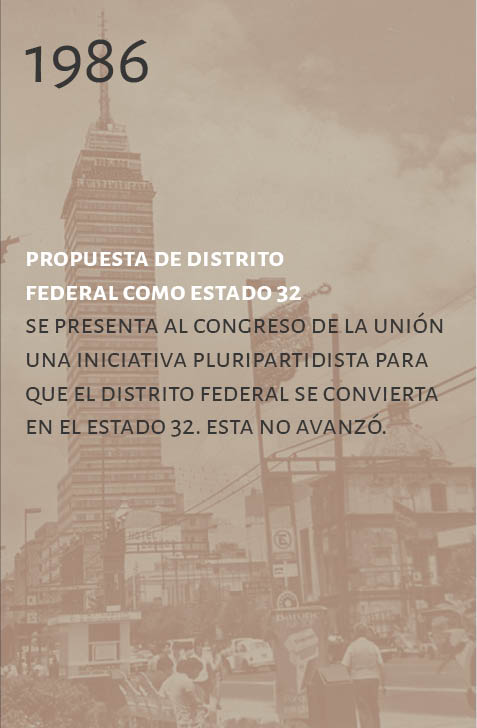 1986
PROPUESTA DE DISTRITO
FEDERAL COMO ESTADO 32
SE PRESENTA AL CONGRESO DE LA UNIÓN
UNA INICIATIVA PLURIPARTIDISTA PARA
QUE EL DISTRITO FEDERAL SE CONVIERTA
EN EL ESTADO 32. ESTA NO AVANZÓ.
HOTEL